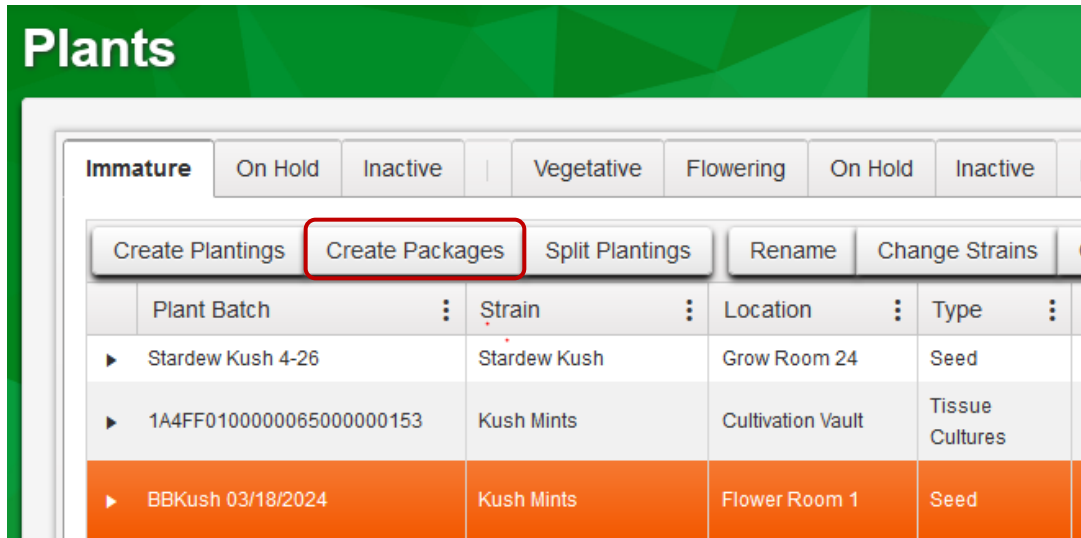 Plants
Immature On Hold Inactive | Vegetative Flowering On Hold Inactive
Create Plantings Create Packages Split Plantings Rename Change Strains
Plant Batch Strain Location Type
Stardew Kush 4-26 Stardew Kush Grow Room 24 Seed
1A4FF0100000065000000153 Kush Mints Cultivation Vault Tissue
Cultures
BBKush 03/18/2024 Kush Mints Flower Room 1 Seed